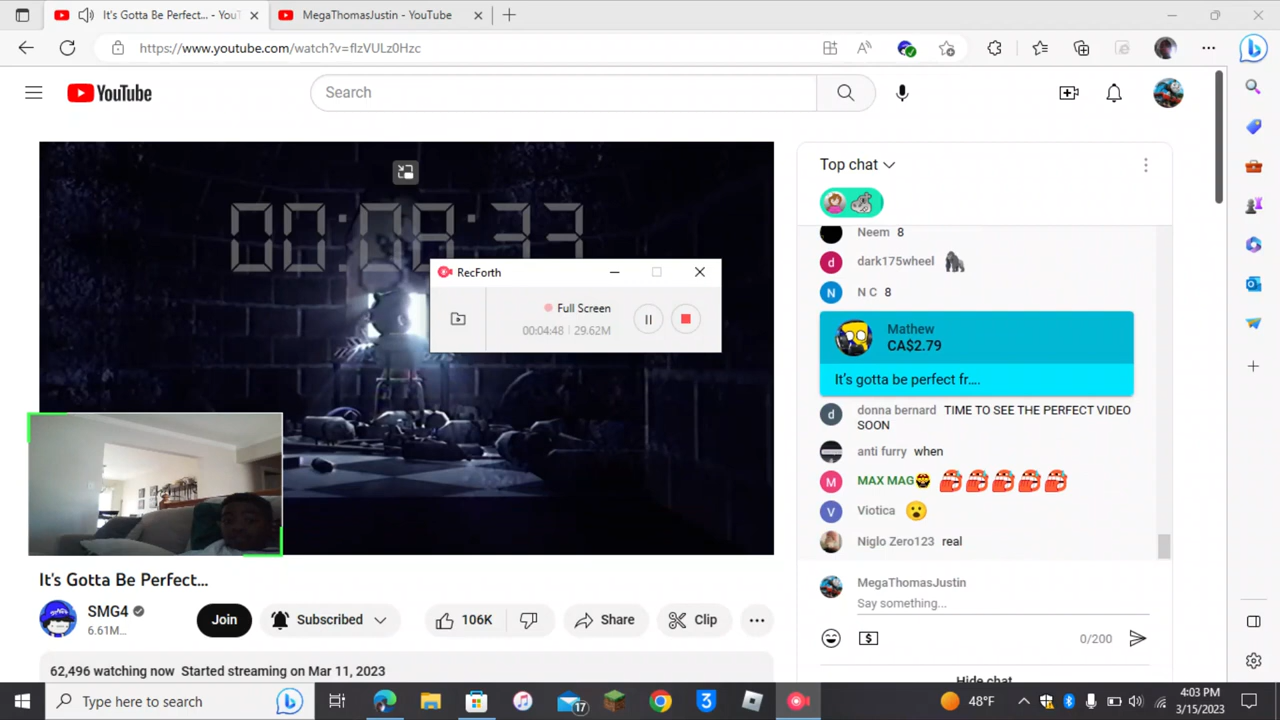 It's Gotta Be Perfect... - YouT
MegaThomasJustin - YouTube
https://www.youtube.com/watch?v=flzVULz0Hzc
YouTube
Search
Top chat
00:08:33
RecForth
Full Screen
00:04:48 | 29.62M
Neem 8
dark175wheel
N C 8
Mathew
CA$2.79
It's gotta be perfect fr....
donna bernard TIME TO SEE THE PERFECT VIDEO
SOON
anti furry when
MAX MAG
Viotica
Niglo Zero123 real
MegaThomasJustin
Say something...
0/200
Hide chat
It's Gotta Be Perfect...
SMG4
6.61M...
Join
Subscribed
106K
Share
Clip
62,496 watching now Started streaming on Mar 11, 2023
Type here to search
17
48°F
4:03 PM
3/15/2023